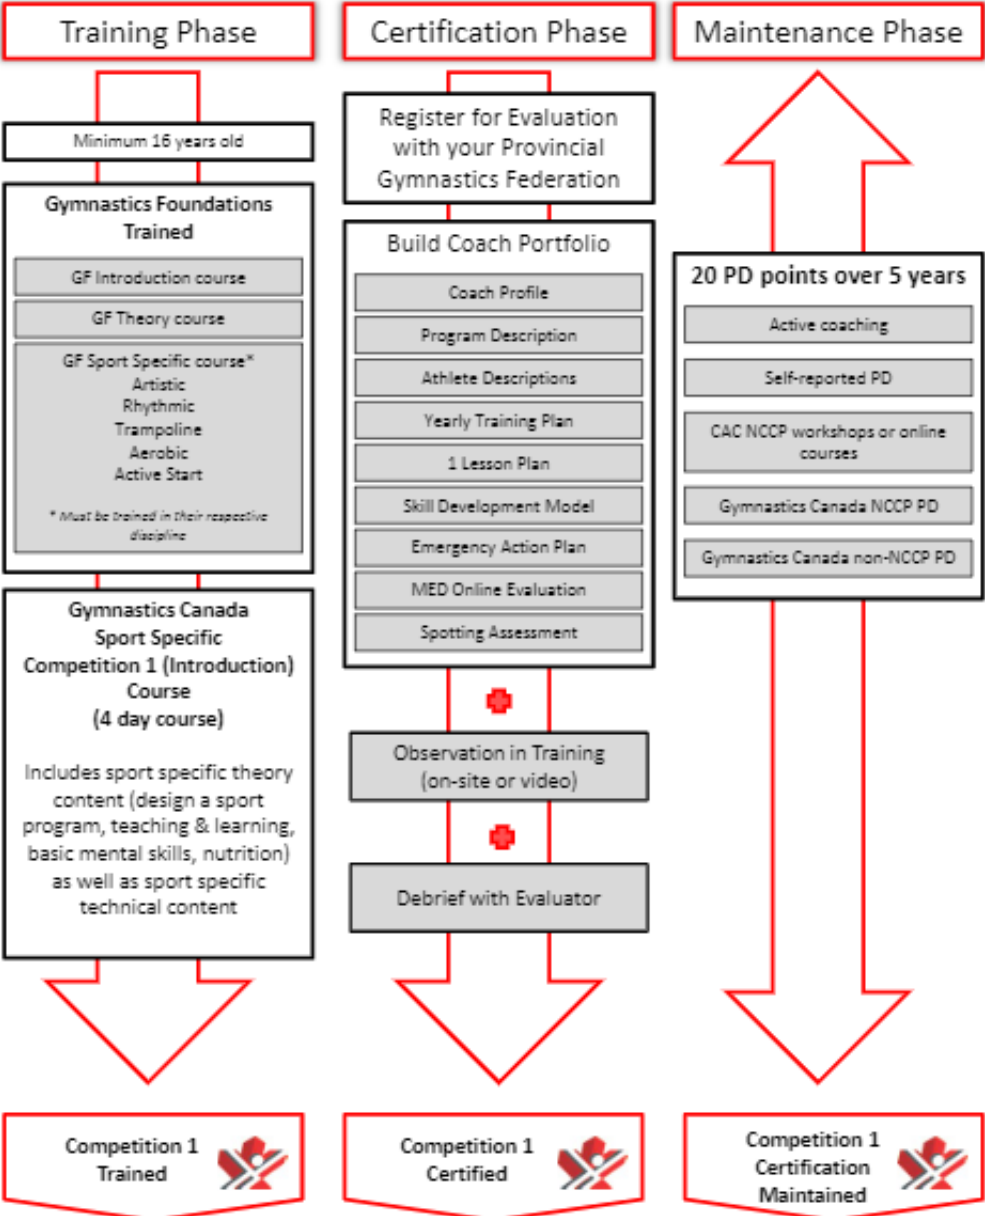 Training Phase
Minimum 16 years old
Gymnastics Foundations
Trained
GF Introduction course
GF Theory course
GF Sport Specific course*
Artistic
Rhythmic
Trampoline
Aerobic
Active Start
* Must be trained in their respective
discipline
Gymnastics Canada
Sport Specific
Competition 1 (Introduction)
Course
(4 day course)
Includes sport specific theory
content (design a sport
program, teaching & learning,
basic mental skills, nutrition)
as well as sport specific
technical content
Competition 1
Trained
Certification Phase
Register for Evaluation
with your Provincial
Gymnastics Federation
Build Coach Portfolio
Coach Profile
Program Description
Athlete Descriptions
Yearly Training Plan
1 Lesson Plan
Skill Development Model
Emergency Action Plan
MED Online Evaluation
Spotting Assessment
Observation in Training
(on-site or video)
Debrief with Evaluator
Competition 1
Certified
Maintenance Phase
20 PD points over 5 years
Active coaching
Self-reported PD
CAC NCCP workshops or online
courses
Gymnastics Canada NCCP PD
Gymnastics Canada non-NCCP PD
Competition 1
Certification
Maintained